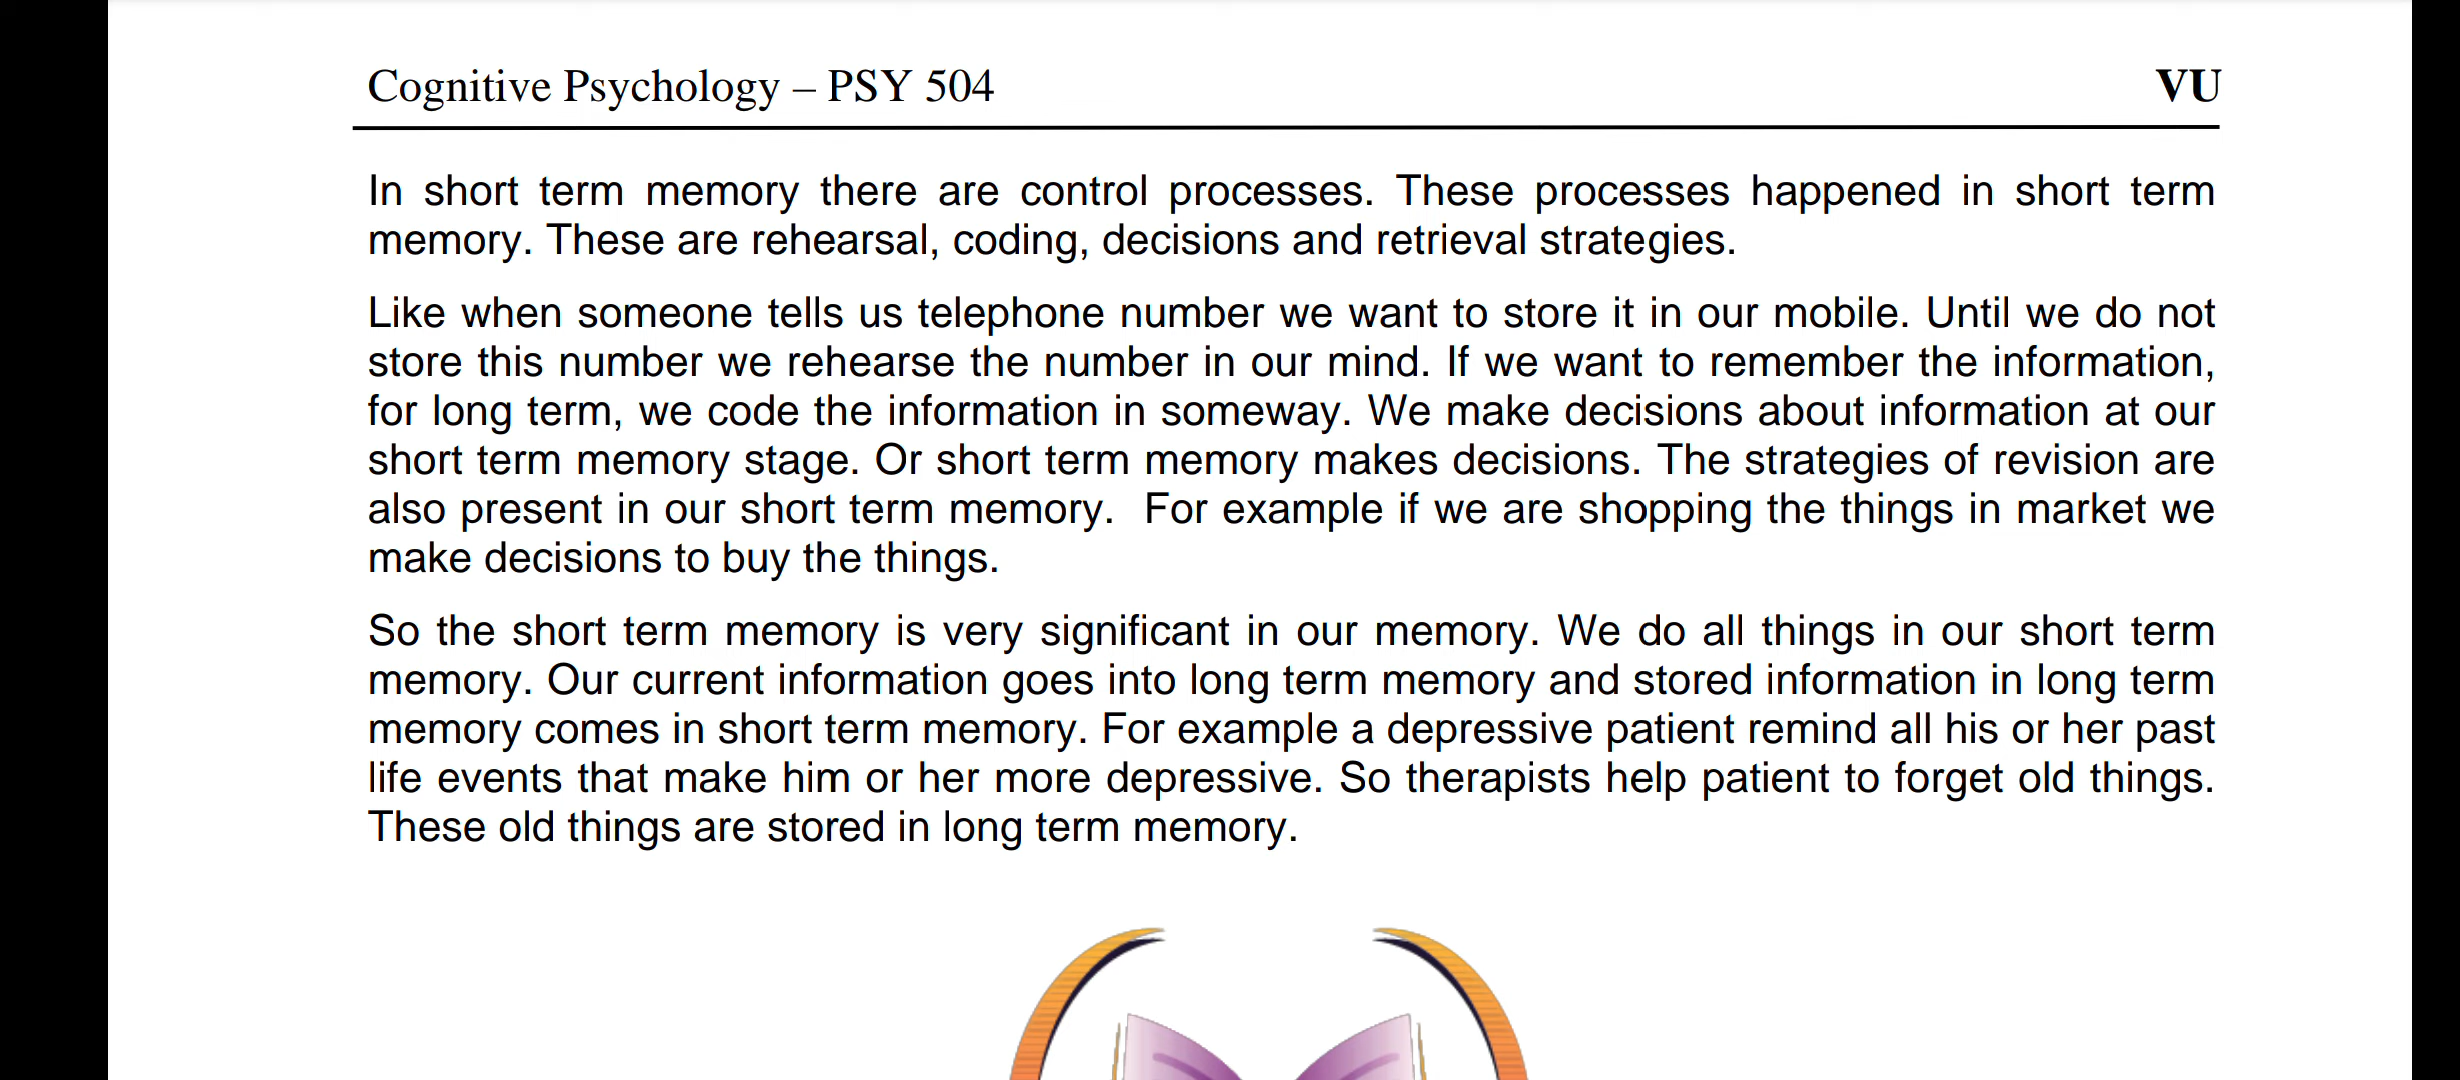 Cognitive Psychology – PSY 504 VU
In short term memory there are control processes. These processes happened in short term
memory. These are rehearsal, coding, decisions and retrieval strategies.
Like when someone tells us telephone number we want to store it in our mobile. Until we do not
store this number we rehearse the number in our mind. If we want to remember the information,
for long term, we code the information in someway. We make decisions about information at our
short term memory stage. Or short term memory makes decisions. The strategies of revision are
also present in our short term memory.  For example if we are shopping the things in market we
make decisions to buy the things.
So the short term memory is very significant in our memory. We do all things in our short term
memory. Our current information goes into long term memory and stored information in long term
memory comes in short term memory. For example a depressive patient remind all his or her past
life events that make him or her more depressive. So therapists help patient to forget old things.
These old things are stored in long term memory.